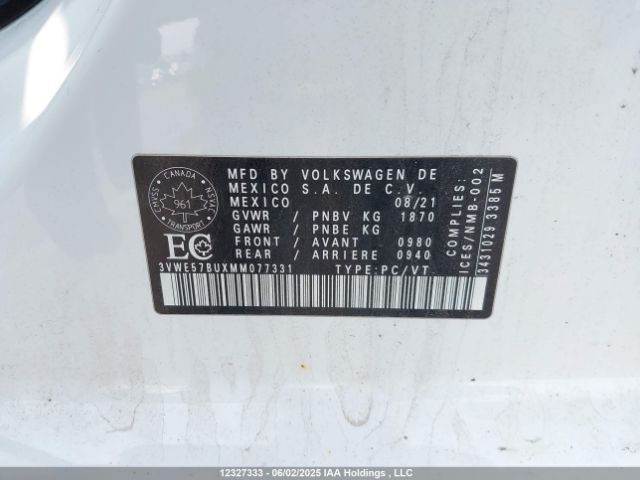 CANADA
CMVSS
NSVAC
961
TRANSPORT
EC
MFD BY VOLKSWAGEN DE
MEXICO S.A. DE C.V.
MEXICO 08/21
GVWR / PNBV KG 1870
GAWR / PNBE KG
FRONT / AVANT 0980
REAR / ARRIERE 0940
3VWE57BUXMM077331 TYPE:PC/VT
COMPLIES:
ICES/NMB-002
3431029 3385 M
12327333 - 06/02/2025 IAA Holdings , LLC